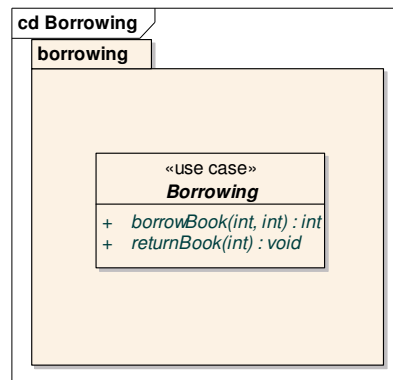 cd Borrowing
borrowing
«use case»
Borrowing
+ borrowBook(int, int) : int
+ returnBook(int) : void